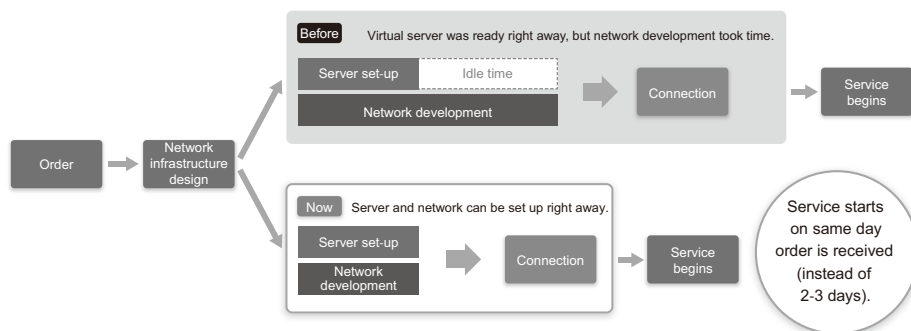 Order
Network
infrastructure
design
Before
Virtual server was ready right away, but network development took time.
Server set-up
Idle time
Network development
Connection
Service
begins
Now
Server and network can be set up right away.
Server set-up
Network
development
Connection
Service
begins
Service starts
on same day
order is received
(instead of
2-3 days).